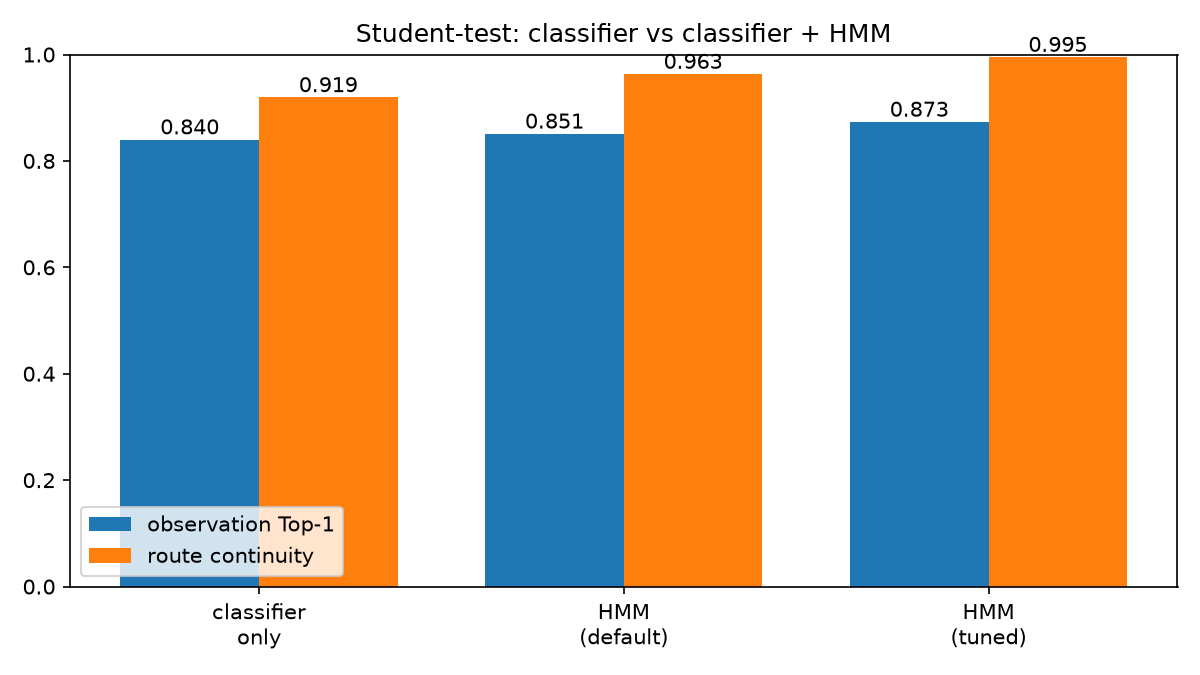 Student-test: classifier vs classifier + HMM
1.0
0.8
0.6
0.4
0.2
0.0
0.840
0.919
0.851
0.963
0.873
0.995
observation Top-1
route continuity
classifier
only
HMM
(default)
HMM
(tuned)